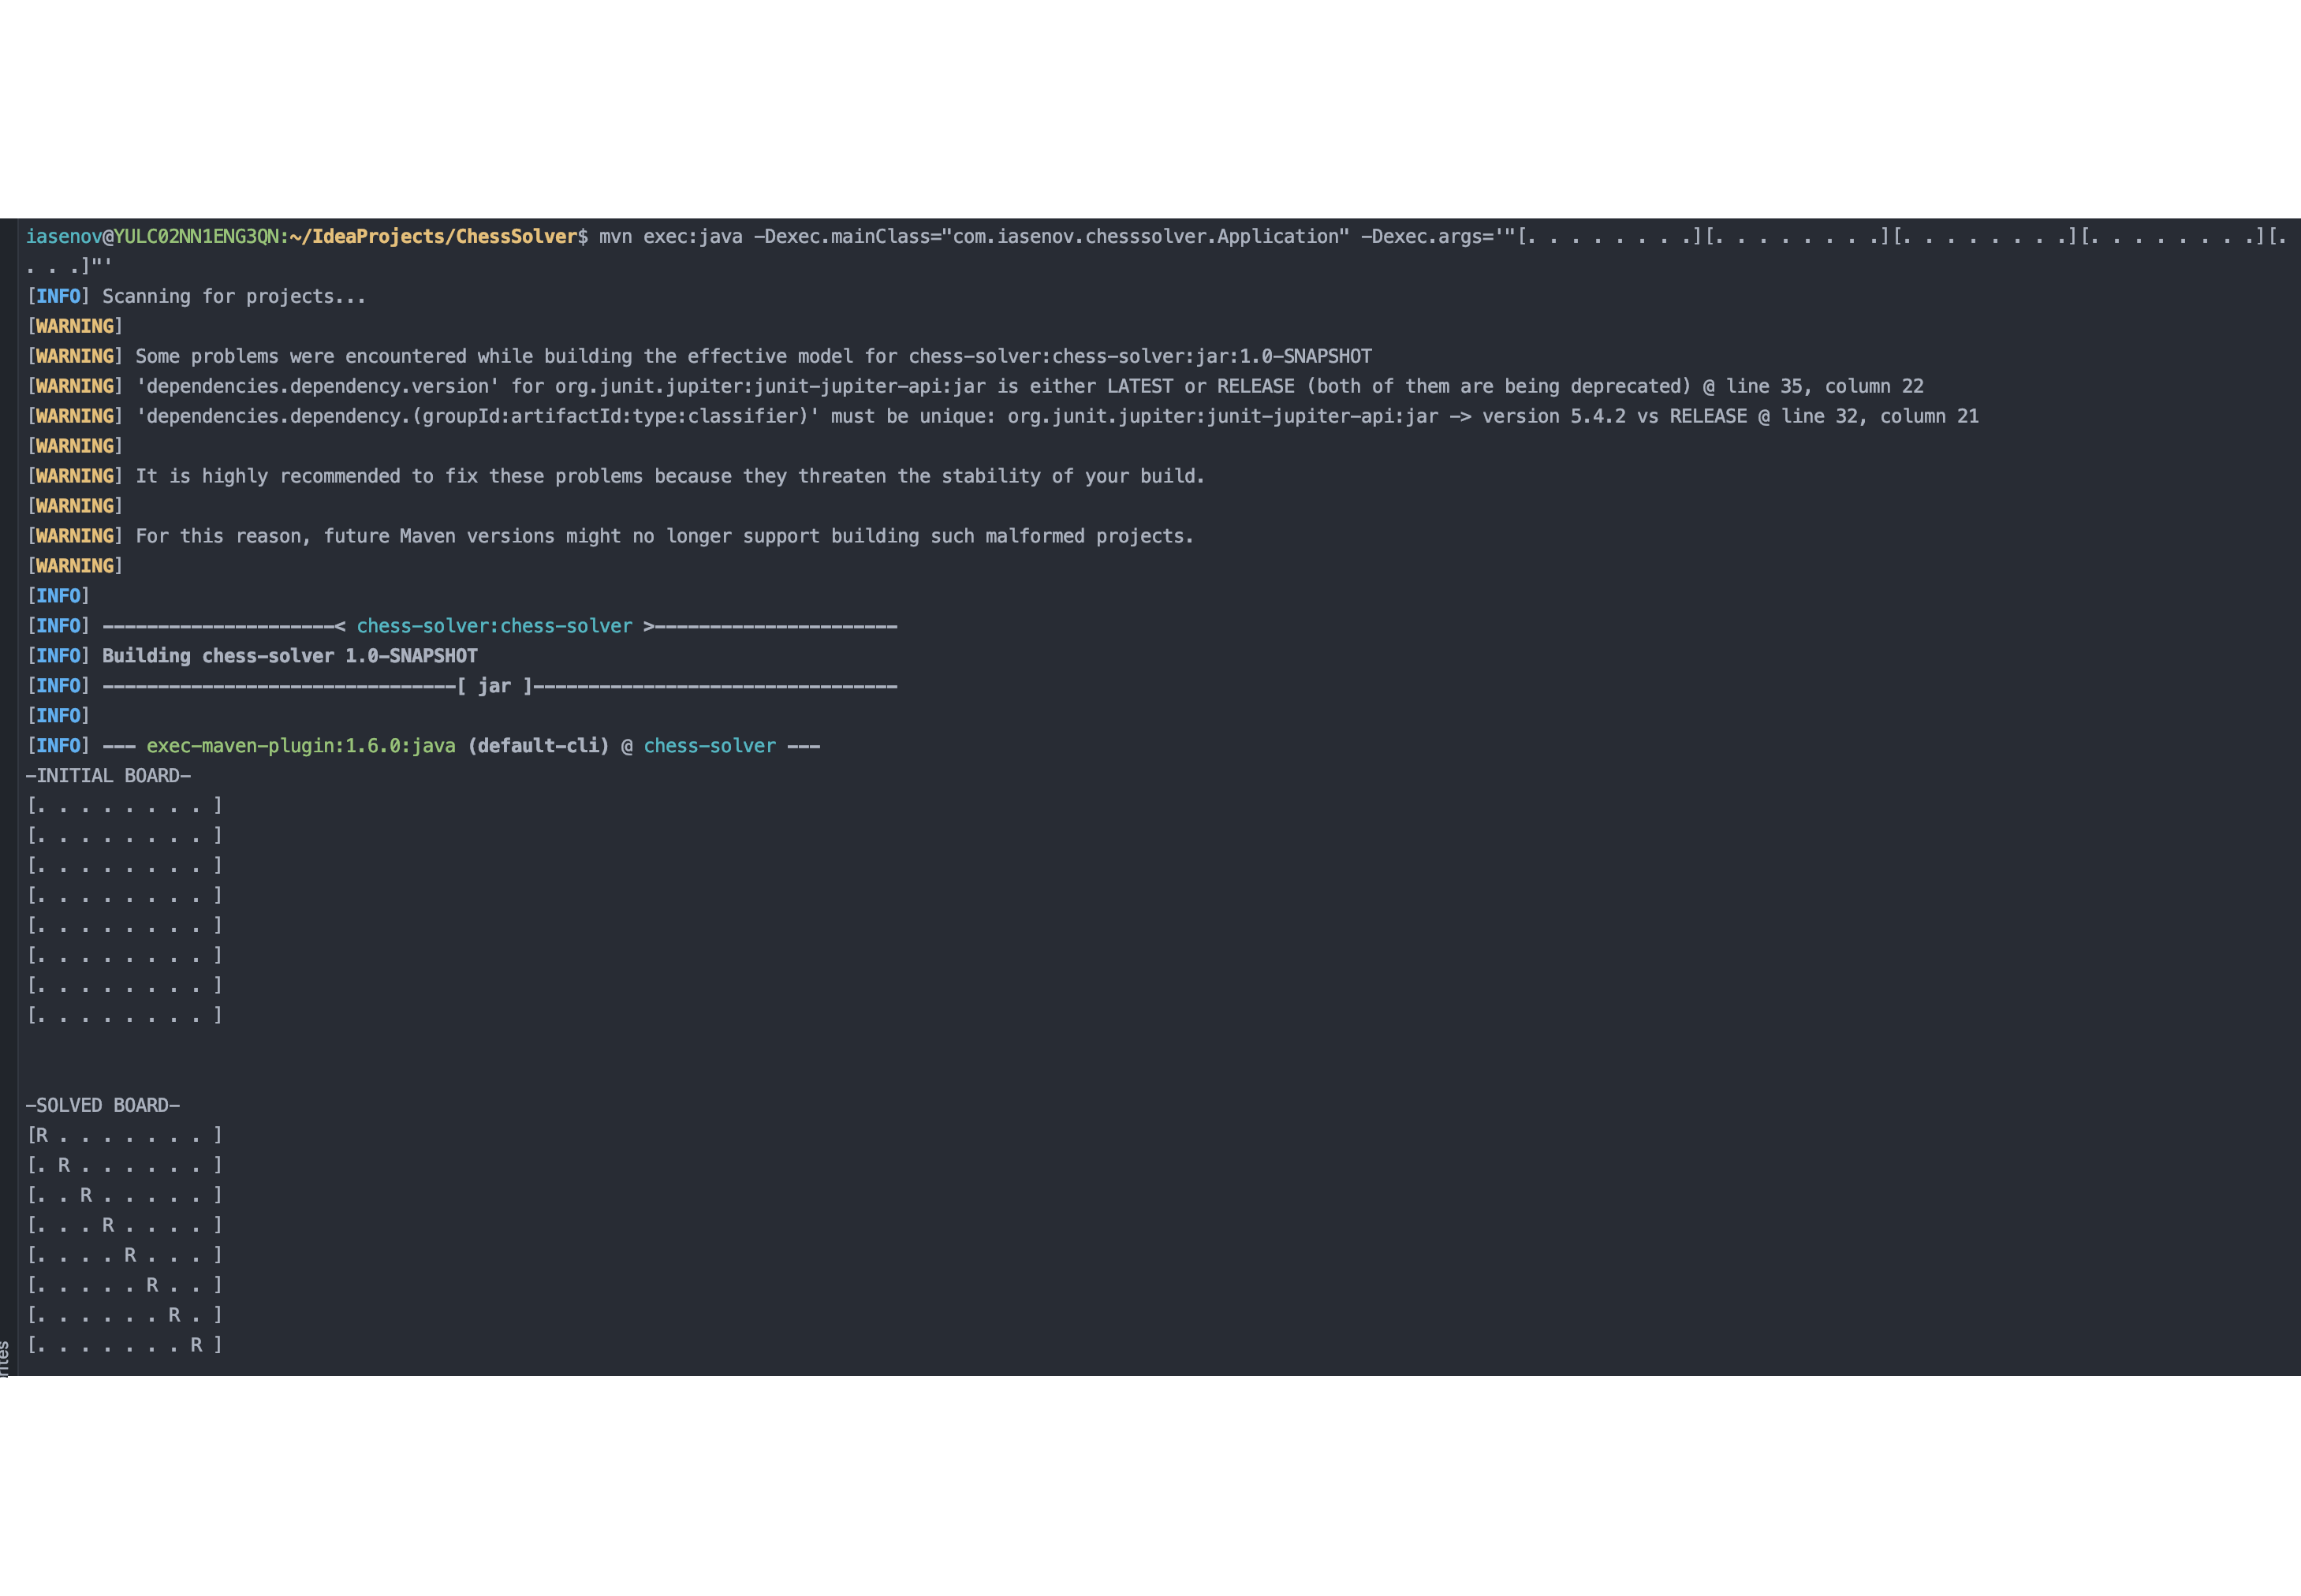 iasenov@YULC02NN1ENG3QN:~/IdeaProjects/ChessSolver$ mvn exec:java -Dexec.mainClass="com.iasenov.chesssolver.Application" -Dexec.args='"[. . . . . . . .][. . . . . . . .][. . . . . . . .][. . . . . . . .][.
. . .]"'
[INFO] Scanning for projects...
[WARNING]
[WARNING] Some problems were encountered while building the effective model for chess-solver:chess-solver:jar:1.0-SNAPSHOT
[WARNING] 'dependencies.dependency.version' for org.junit.jupiter:junit-jupiter-api:jar is either LATEST or RELEASE (both of them are being deprecated) @ line 35, column 22
[WARNING] 'dependencies.dependency.(groupId:artifactId:type:classifier)' must be unique: org.junit.jupiter:junit-jupiter-api:jar -> version 5.4.2 vs RELEASE @ line 32, column 21
[WARNING]
[WARNING] It is highly recommended to fix these problems because they threaten the stability of your build.
[WARNING]
[WARNING] For this reason, future Maven versions might no longer support building such malformed projects.
[WARNING]
[INFO]
[INFO] ---------------------< chess-solver:chess-solver >----------------------
[INFO] Building chess-solver 1.0-SNAPSHOT
[INFO] --------------------------------[ jar ]---------------------------------
[INFO]
[INFO] --- exec-maven-plugin:1.6.0:java (default-cli) @ chess-solver ---
-INITIAL BOARD-
[. . . . . . . . ]
[. . . . . . . . ]
[. . . . . . . . ]
[. . . . . . . . ]
[. . . . . . . . ]
[. . . . . . . . ]
[. . . . . . . . ]
[. . . . . . . . ]
-SOLVED BOARD-
[R . . . . . . . ]
[. R . . . . . . ]
[. . R . . . . . ]
[. . . R . . . . ]
[. . . . R . . . ]
[. . . . . R . . ]
[. . . . . . R . ]
[. . . . . . . R ]